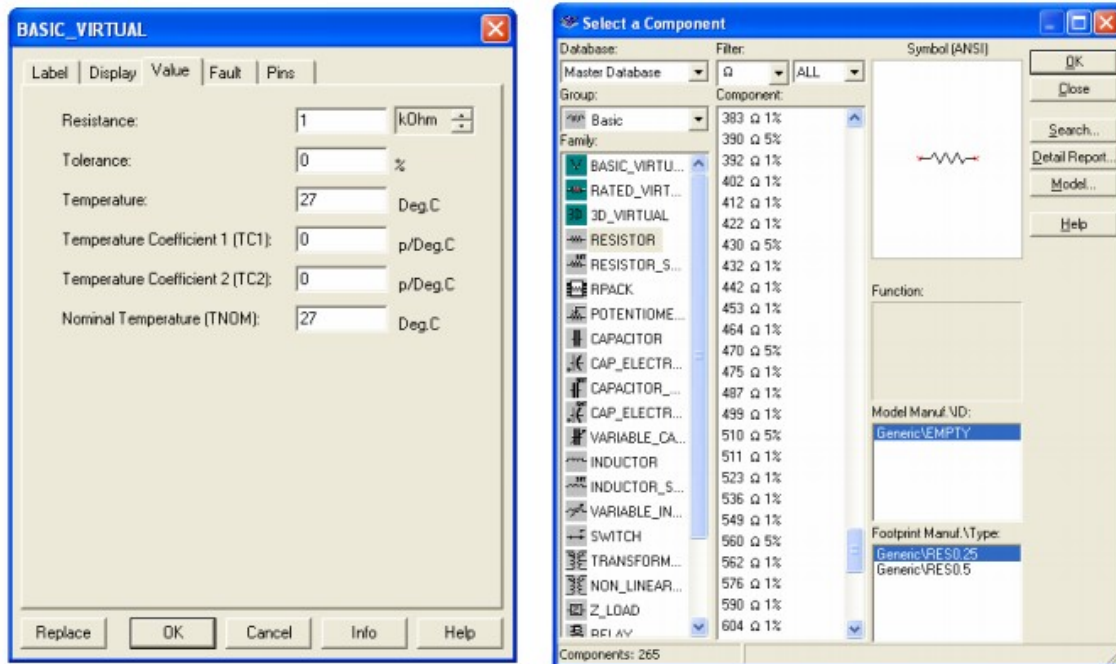 BASIC_VIRTUAL
Label Display Value Fault Pins
Resistance: 1 kOhm
Tolerance: 0 %
Temperature: 27 Deg.C
Temperature Coefficient 1 (TC1): 0 p/Deg.C
Temperature Coefficient 2 (TC2): 0 p/Deg.C
Nominal Temperature (TNOM): 27 Deg.C
Replace OK Cancel Info Help
Select a Component
Database:
Master Database
Group:
Basic
Family:
BASIC_VIRTU...
RATED_VIRT...
3D_VIRTUAL
RESISTOR
RESISTOR_S...
RPACK
POTENTIOME...
CAPACITOR
CAP_ELECTR...
CAPACITOR_...
CAP_ELECTR...
VARIABLE_CA...
INDUCTOR
INDUCTOR_S...
VARIABLE_IN...
SWITCH
TRANSFORM...
NON_LINEAR...
Z_LOAD
RELAY
Filter:
Ω ALL
Component:
383 Ω 1%
390 Ω 5%
392 Ω 1%
402 Ω 1%
412 Ω 1%
422 Ω 1%
430 Ω 5%
432 Ω 1%
442 Ω 1%
453 Ω 1%
464 Ω 1%
470 Ω 5%
475 Ω 1%
487 Ω 1%
499 Ω 1%
510 Ω 5%
511 Ω 1%
523 Ω 1%
536 Ω 1%
549 Ω 1%
560 Ω 5%
562 Ω 1%
576 Ω 1%
590 Ω 1%
604 Ω 1%
Symbol (ANSI)
Function:
Model Manuf.\ID:
Generic\EMPTY
Footprint Manuf.\Type:
Generic\RES0.25
Generic\RES0.5
OK
Close
Search...
Detail Report...
Model...
Help
Components: 265